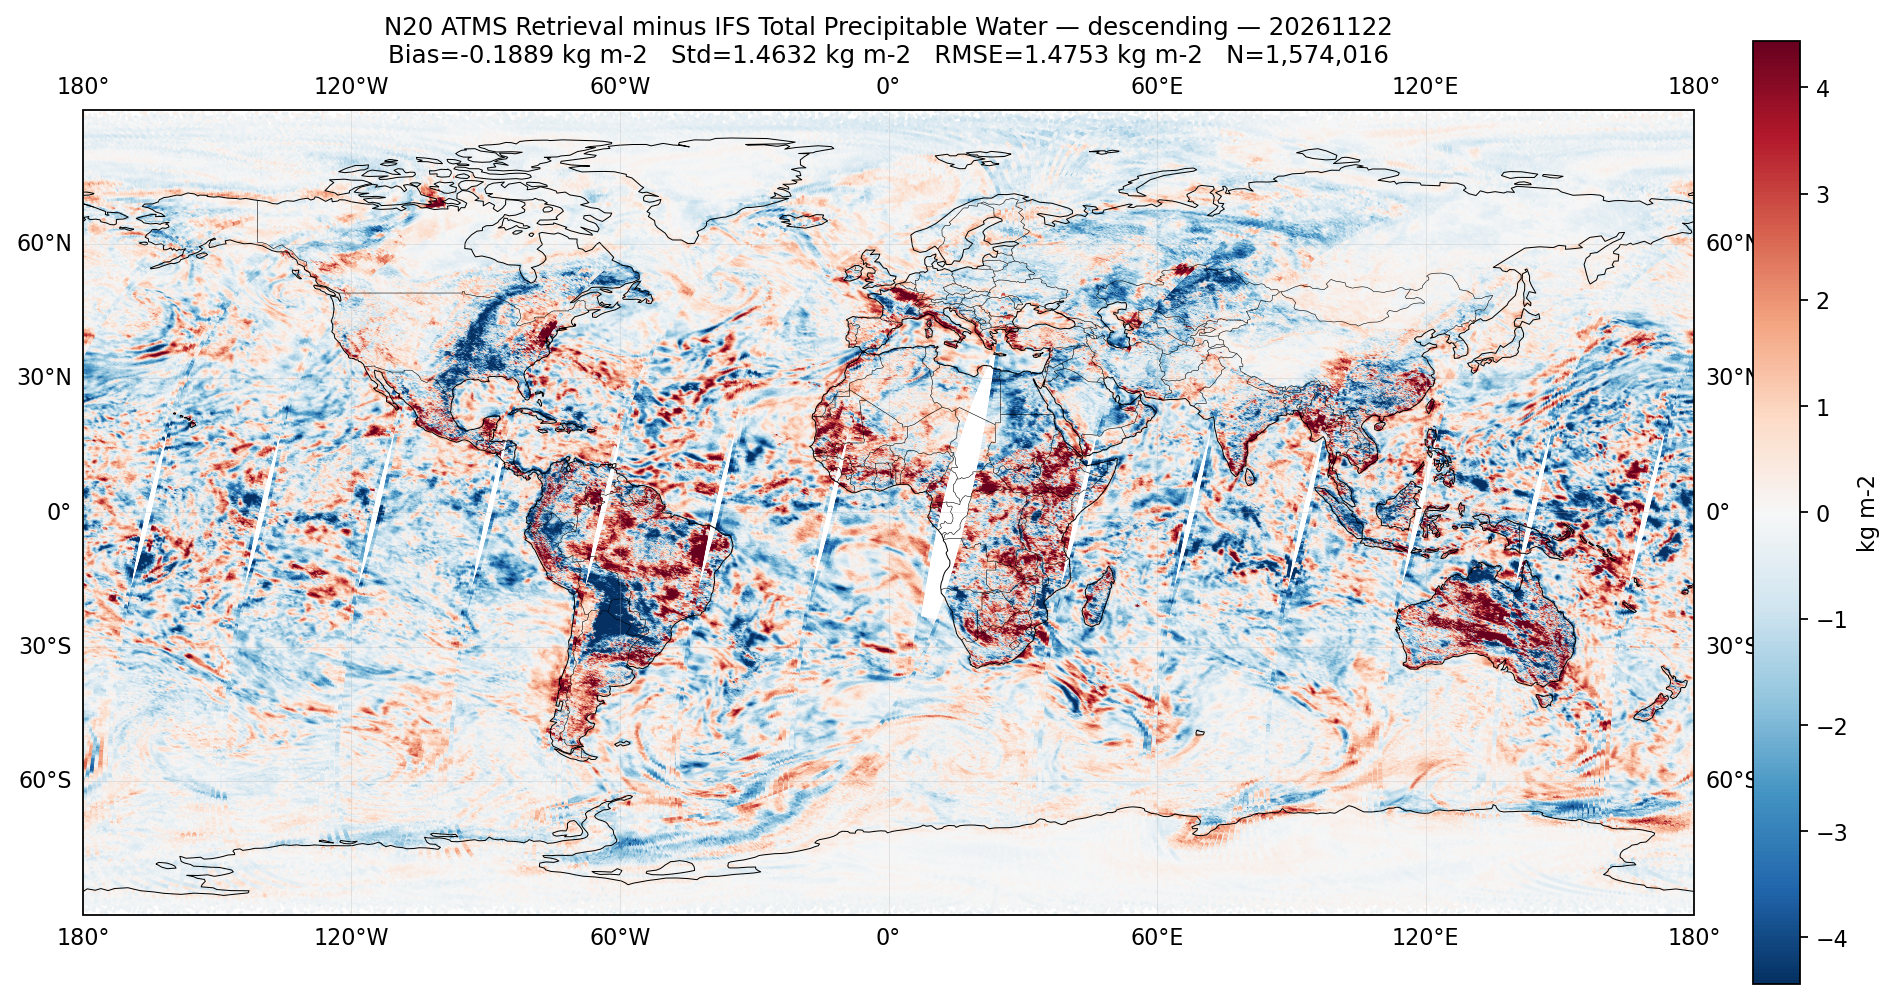 N20 ATMS Retrieval minus IFS Total Precipitable Water — descending — 20261122
Bias=-0.1889 kg m-2   Std=1.4632 kg m-2   RMSE=1.4753 kg m-2   N=1,574,016
180° 120°W 60°W 0° 60°E 120°E 180°
60°N 60°N
30°N 30°N
0° 0°
30°S 30°S
60°S 60°S
180° 120°W 60°W 0° 60°E 120°E 180°
4
3
2
1
0
−1
−2
−3
−4
kg m-2